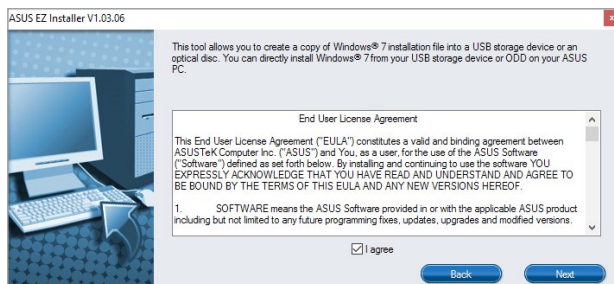 ASUS EZ Installer V1.03.06
x
This tool allows you to create a copy of Windows® 7 installation file into a USB storage device or an
optical disc. You can directly install Windows® 7 from your USB storage device or ODD on your ASUS
PC.
End User License Agreement
This End User License Agreement ("EULA") constitutes a valid and binding agreement between
ASUSTeK Computer Inc. ("ASUS") and You, as a user, for the use of the ASUS Software
("Software") defined as set forth below. By installing and continuing to use the software YOU
EXPRESSLY ACKNOWLEDGE THAT YOU HAVE READ AND UNDERSTAND AND AGREE TO
BE BOUND BY THE TERMS OF THIS EULA AND ANY NEW VERSIONS HEREOF.
1. SOFTWARE means the ASUS Software provided in or with the applicable ASUS product
including but not limited to any future programming fixes, updates, upgrades and modified versions.
I agree
Back Next